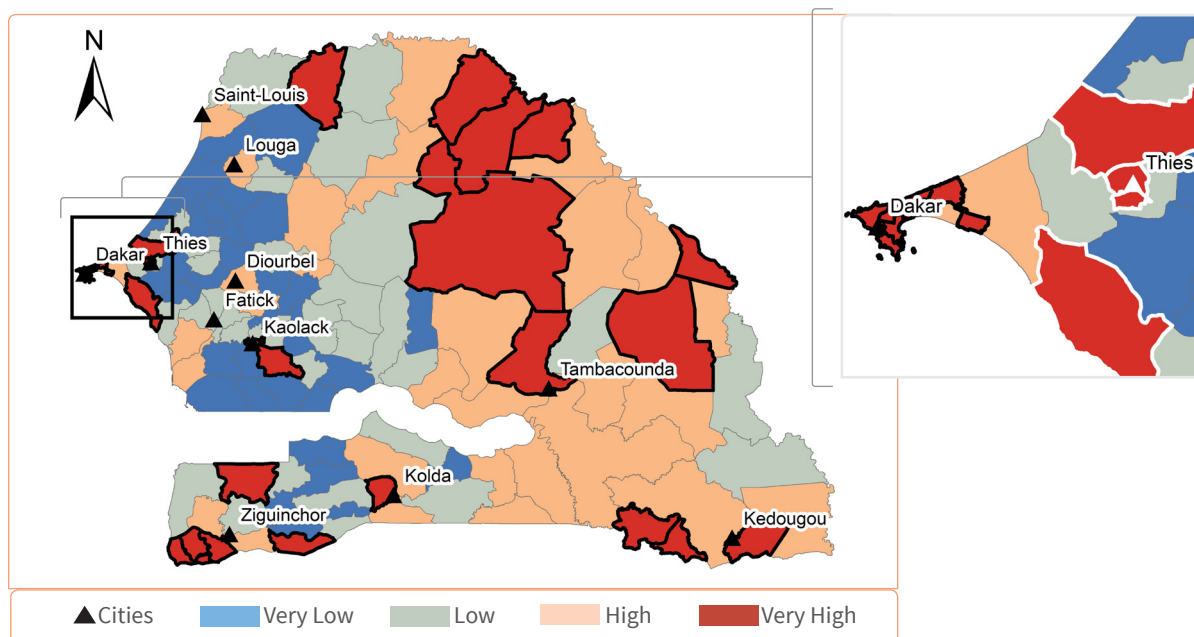 N
Saint-Louis
Louga
Thies
Dakar
Diourbel
Fatick
Kaolack
Tambacounda
Kolda
Ziguinchor
Kedougou
Thies
Dakar
Cities Very Low Low High Very High